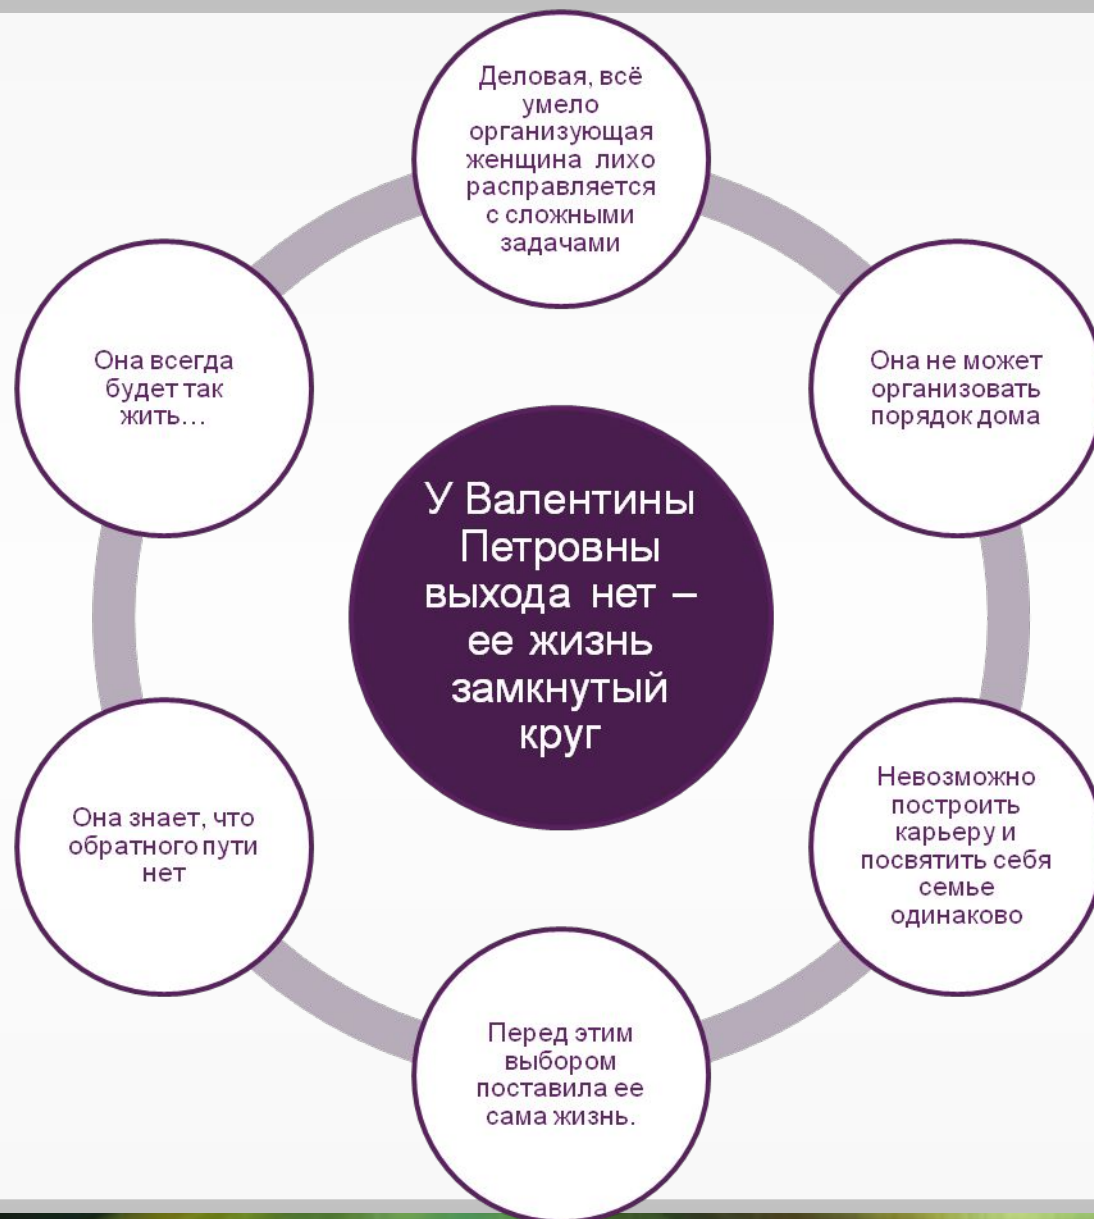 Деловая, всё
умело
организующая
женщина лихо
расправляется
с сложными
задачами
Она не может
организовать
порядок дома
Невозможно
построить
карьеру и
посвятить себя
семье
одинаково
Перед этим
выбором
поставила ее
сама жизнь.
Она знает, что
обратного пути
нет
Она всегда
будет так
жить...
У Валентины
Петровны
выхода нет –
ее жизнь
замкнутый
круг